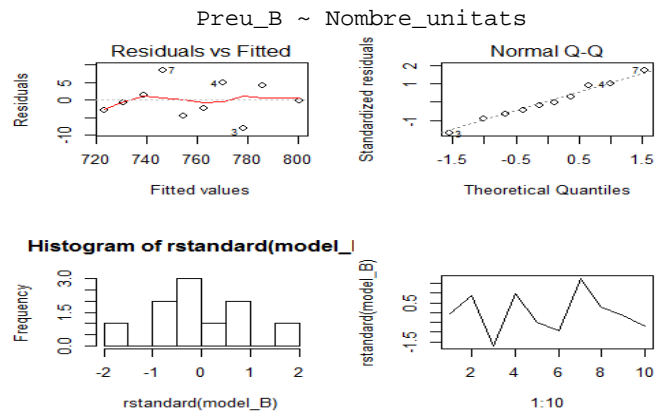 Preu_B ~ Nombre_unitats
Residuals vs Fitted
Residuals
5
0
-10
7
4
3
720 740 760 780 800
Fitted values
Normal Q-Q
Standardized residuals
2
1
-1
7
4
3
-1.5 -0.5 0.5 1.5
Theoretical Quantiles
Histogram of rstandard(model_
Frequency
3.0
1.5
0.0
-2 -1 0 1 2
rstandard(model_B)
rstandard(model_B)
0.5
-1.5
2 4 6 8 10
1:10